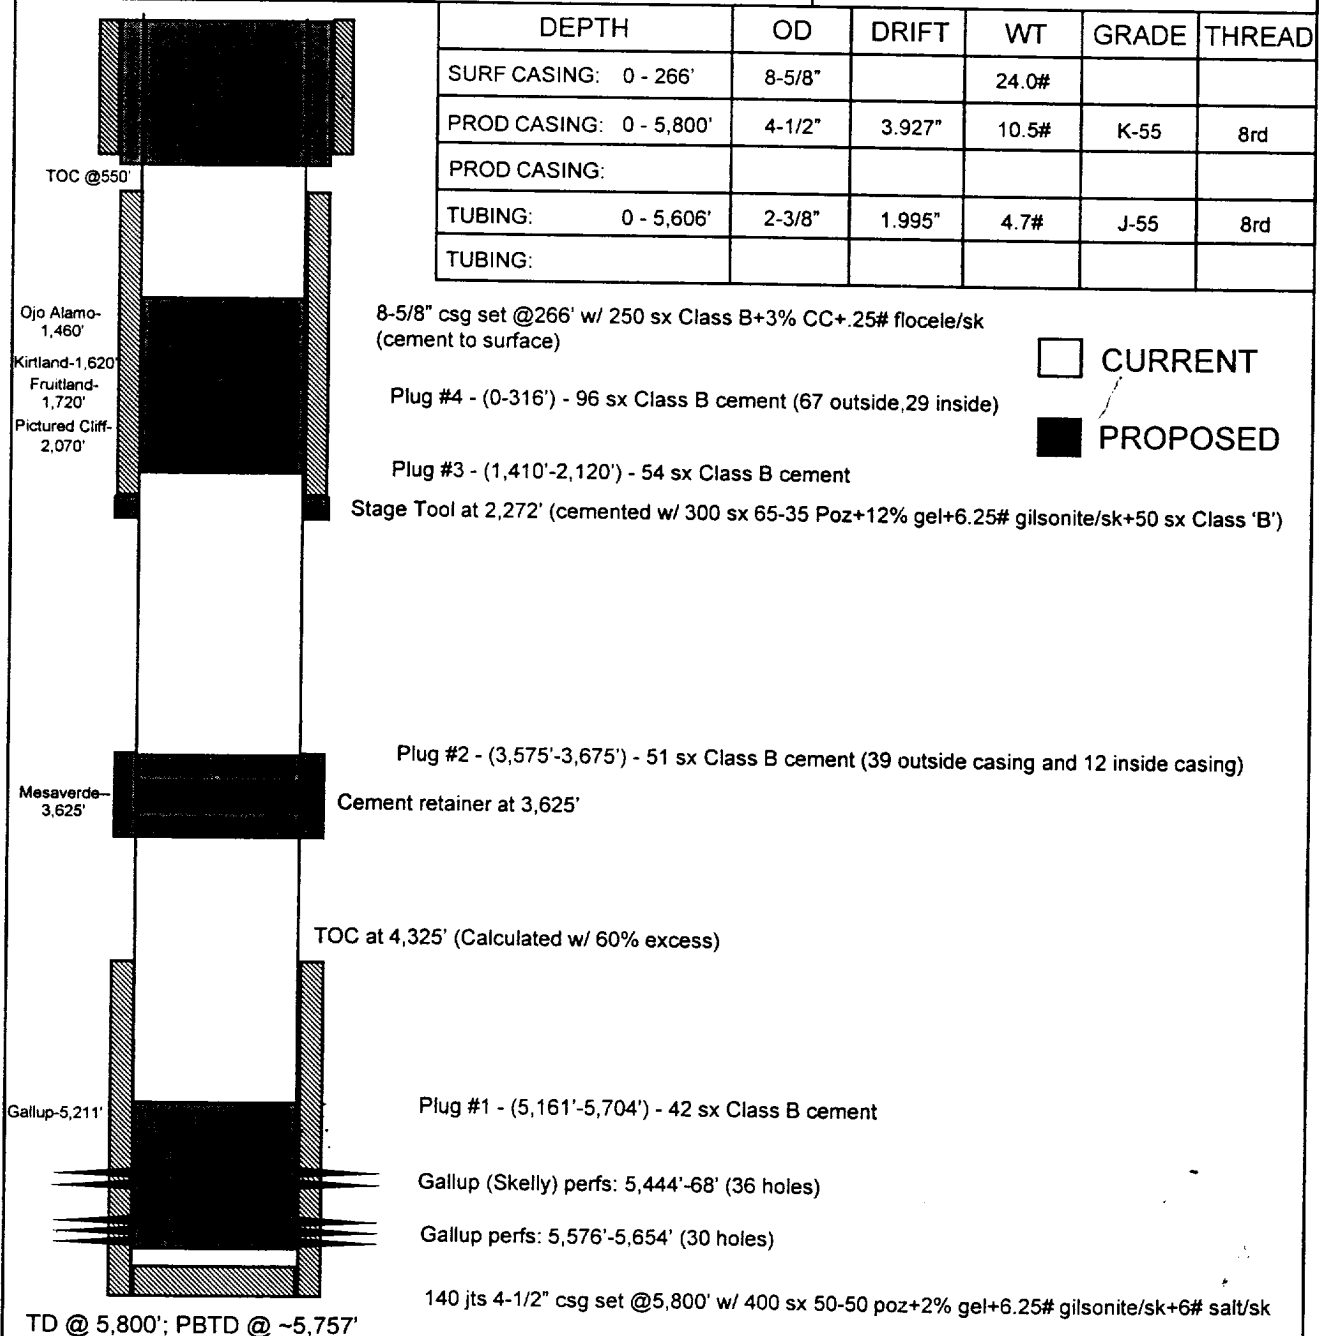 DEPTH OD DRIFT WT GRADE THREAD
SURF CASING: 0 - 266' 8-5/8" 24.0#
PROD CASING: 0 - 5,800' 4-1/2" 3.927" 10.5# K-55 8rd
PROD CASING:
TUBING: 0 - 5,606' 2-3/8" 1.995" 4.7# J-55 8rd
TUBING:
TOC @550'
Ojo Alamo-
1,460'
Kirtland-1,620'
Fruitland-
1,720'
Pictured Cliff-
2,070'
8-5/8" csg set @266' w/ 250 sx Class B+3% CC+.25# flocele/sk
(cement to surface)
CURRENT
PROPOSED
Plug #4 - (0-316') - 96 sx Class B cement (67 outside,29 inside)
Plug #3 - (1,410'-2,120') - 54 sx Class B cement
Stage Tool at 2,272' (cemented w/ 300 sx 65-35 Poz+12% gel+6.25# gilsonite/sk+50 sx Class 'B')
Plug #2 - (3,575'-3,675') - 51 sx Class B cement (39 outside casing and 12 inside casing)
Mesaverde--
3,625'
Cement retainer at 3,625'
TOC at 4,325' (Calculated w/ 60% excess)
Gallup-5,211'
Plug #1 - (5,161'-5,704') - 42 sx Class B cement
Gallup (Skelly) perfs: 5,444'-68' (36 holes)
Gallup perfs: 5,576'-5,654' (30 holes)
140 jts 4-1/2" csg set @5,800' w/ 400 sx 50-50 poz+2% gel+6.25# gilsonite/sk+6# salt/sk
TD @ 5,800'; PBTD @ ~5,757'